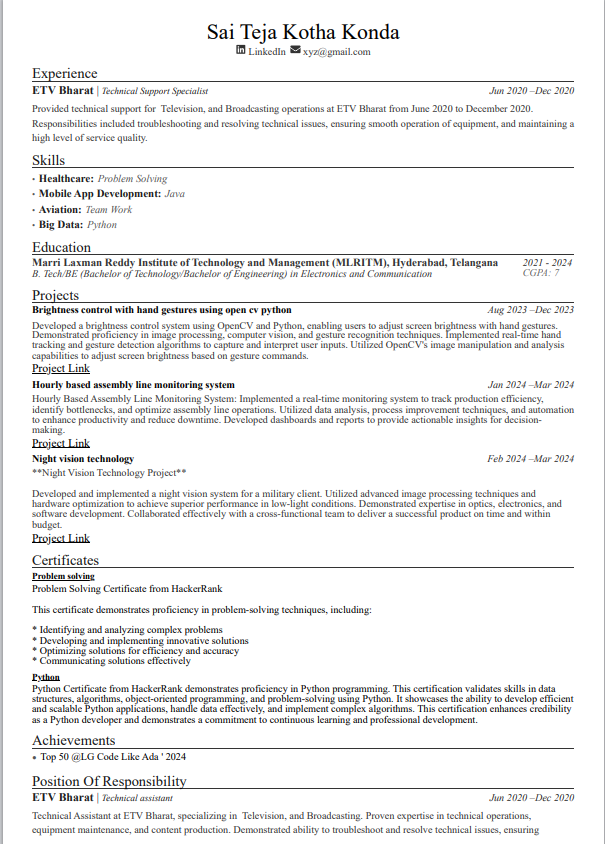 Sai Teja Kotha Konda
LinkedIn xyz@gmail.com
Experience
ETV Bharat | Technical Support Specialist Jun 2020 –Dec 2020
Provided technical support for Television, and Broadcasting operations at ETV Bharat from June 2020 to December 2020.
Responsibilities included troubleshooting and resolving technical issues, ensuring smooth operation of equipment, and maintaining a
high level of service quality.
Skills
• Healthcare: Problem Solving
• Mobile App Development: Java
• Aviation: Team Work
• Big Data: Python
Education
Marri Laxman Reddy Institute of Technology and Management (MLRITM), Hyderabad, Telangana 2021 - 2024
B. Tech/BE (Bachelor of Technology/Bachelor of Engineering) in Electronics and Communication CGPA: 7
Projects
Brightness control with hand gestures using open cv python Aug 2023 –Dec 2023
Developed a brightness control system using OpenCV and Python, enabling users to adjust screen brightness with hand gestures.
Demonstrated proficiency in image processing, computer vision, and gesture recognition techniques. Implemented real-time hand
tracking and gesture detection algorithms to capture and interpret user inputs. Utilized OpenCV's image manipulation and analysis
capabilities to adjust screen brightness based on gesture commands.
Project Link
Hourly based assembly line monitoring system Jan 2024 –Mar 2024
Hourly Based Assembly Line Monitoring System: Implemented a real-time monitoring system to track production efficiency,
identify bottlenecks, and optimize assembly line operations. Utilized data analysis, process improvement techniques, and automation
to enhance productivity and reduce downtime. Developed dashboards and reports to provide actionable insights for decision-
making.
Project Link
Night vision technology Feb 2024 –Mar 2024
**Night Vision Technology Project**
Developed and implemented a night vision system for a military client. Utilized advanced image processing techniques and
hardware optimization to achieve superior performance in low-light conditions. Demonstrated expertise in optics, electronics, and
software development. Collaborated effectively with a cross-functional team to deliver a successful product on time and within
budget.
Project Link
Certificates
Problem solving
Problem Solving Certificate from HackerRank
This certificate demonstrates proficiency in problem-solving techniques, including:
* Identifying and analyzing complex problems
* Developing and implementing innovative solutions
* Optimizing solutions for efficiency and accuracy
* Communicating solutions effectively
Python
Python Certificate from HackerRank demonstrates proficiency in Python programming. This certification validates skills in data
structures, algorithms, object-oriented programming, and problem-solving using Python. It showcases the ability to develop efficient
and scalable Python applications, handle data effectively, and implement complex algorithms. This certification enhances credibility
as a Python developer and demonstrates a commitment to continuous learning and professional development.
Achievements
• Top 50 @LG Code Like Ada ' 2024
Position Of Responsibility
ETV Bharat | Technical assistant Jun 2020 –Dec 2020
Technical Assistant at ETV Bharat, specializing in Television, and Broadcasting. Proven expertise in technical operations,
equipment maintenance, and content production. Demonstrated ability to troubleshoot and resolve technical issues, ensuring